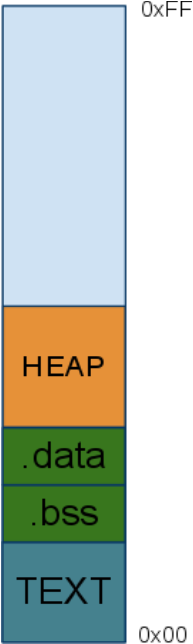 0xFF
HEAP
.data
.bss
TEXT
0x00